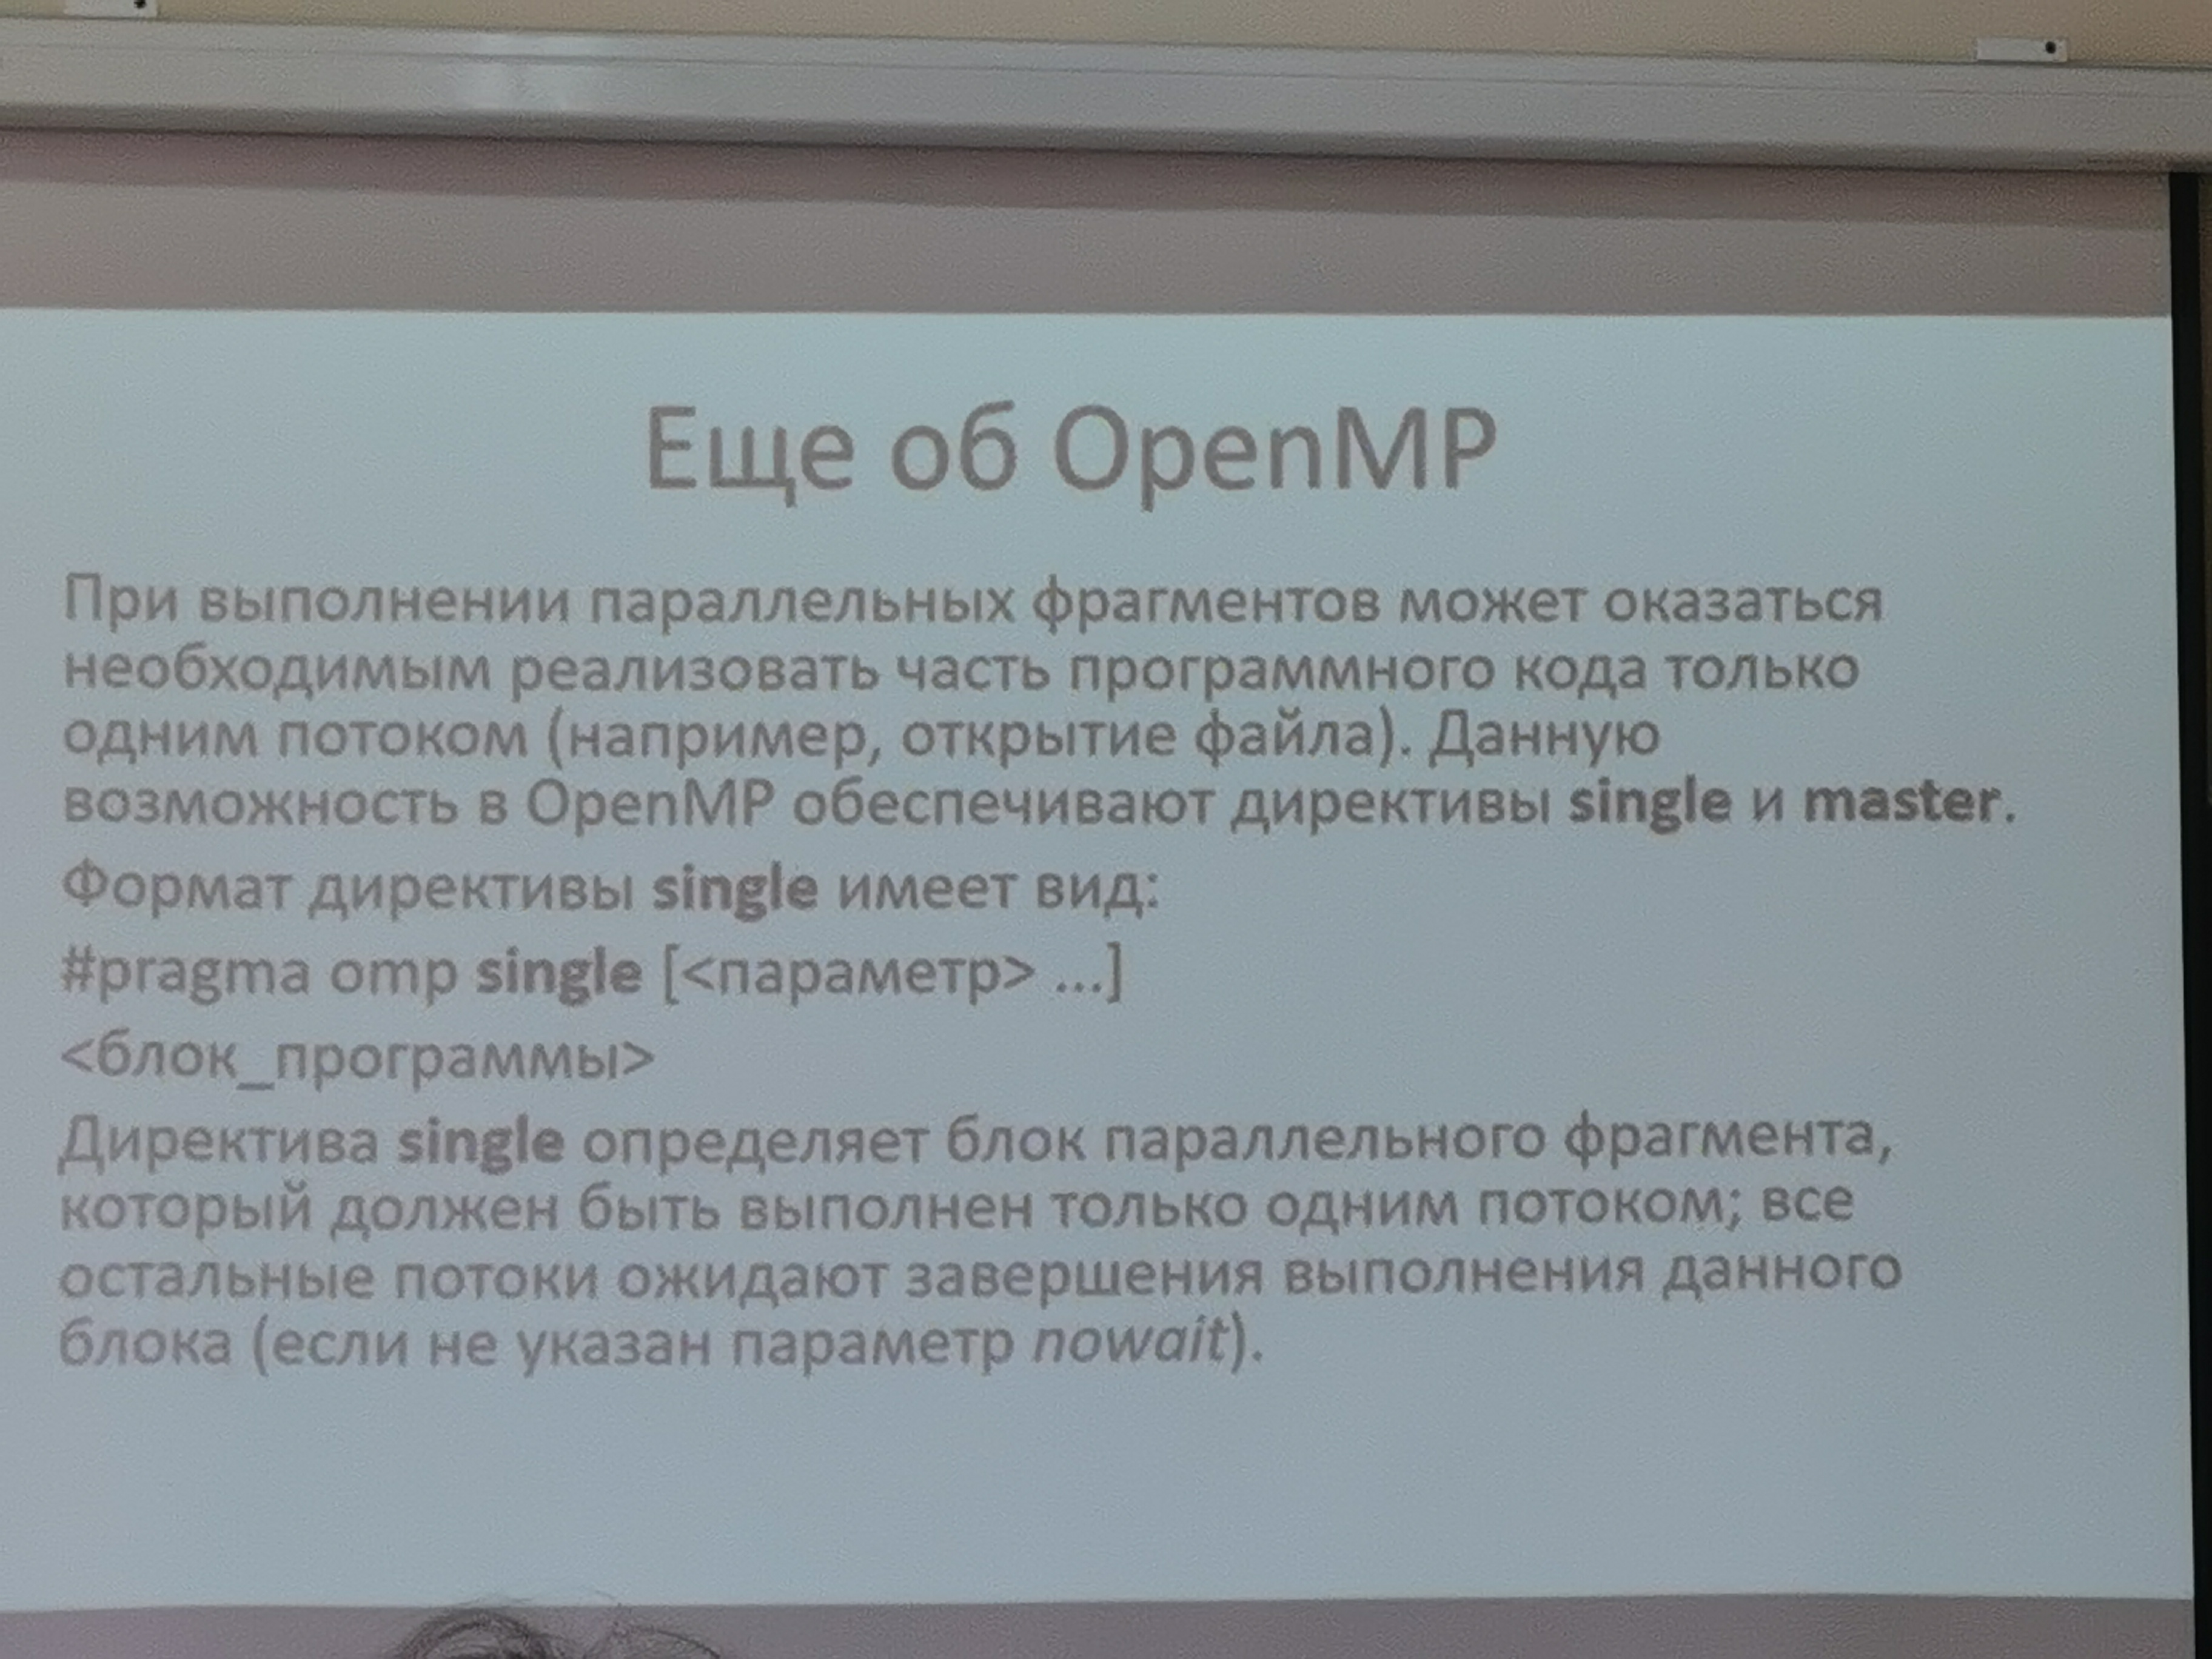 Еще об OpenMP
При выполнении параллельных фрагментов может оказаться
необходимым реализовать часть программного кода только
одним потоком (например, открытие файла). Данную
возможность в OpenMP обеспечивают директивы single и master.
Формат директивы single имеет вид:
#pragma omp single [<параметр> ...]
<блок_программы>
Директива single определяет блок параллельного фрагмента,
который должен быть выполнен только одним потоком; все
остальные потоки ожидают завершения выполнения данного
блока (если не указан параметр nowait).